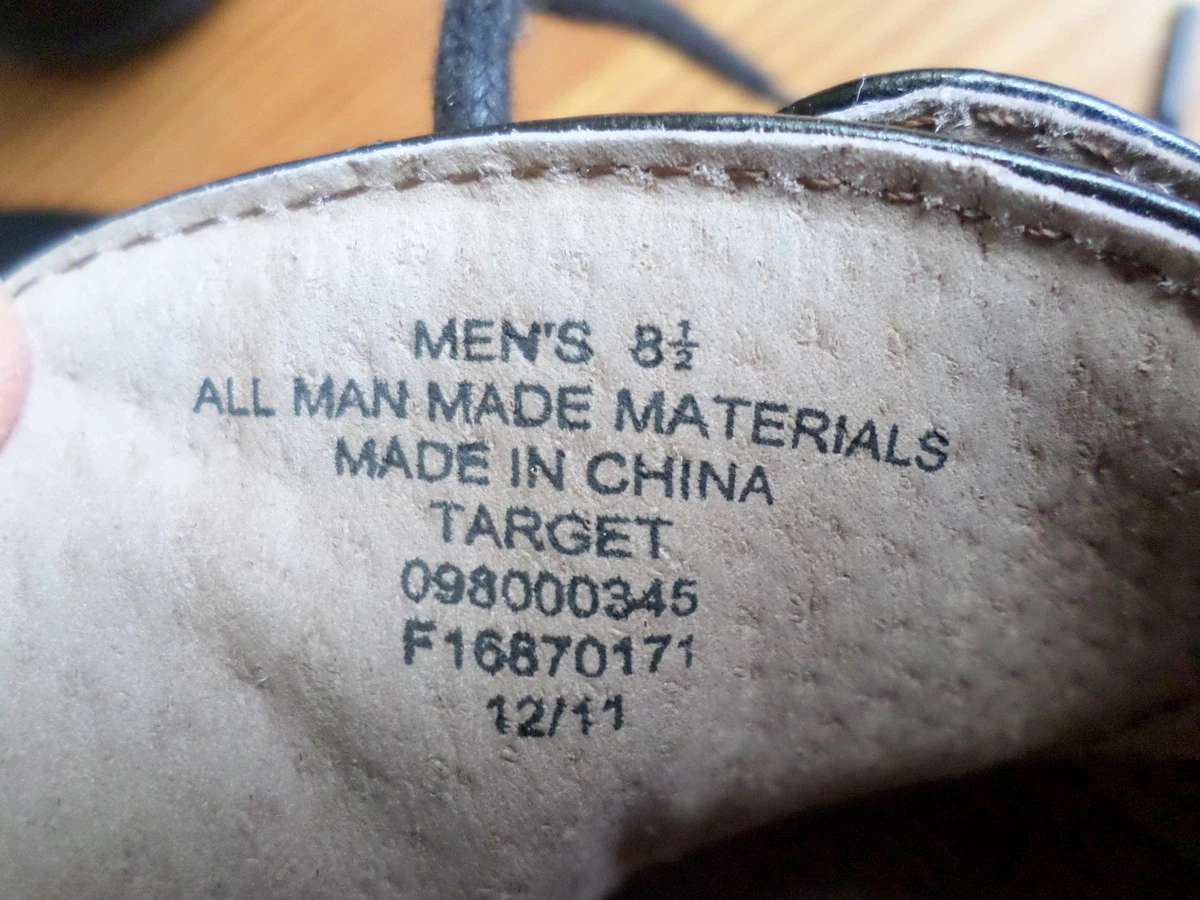 MEN'S 8½
ALL MAN MADE MATERIALS
MADE IN CHINA
TARGET
098000345
F16870171
12/11